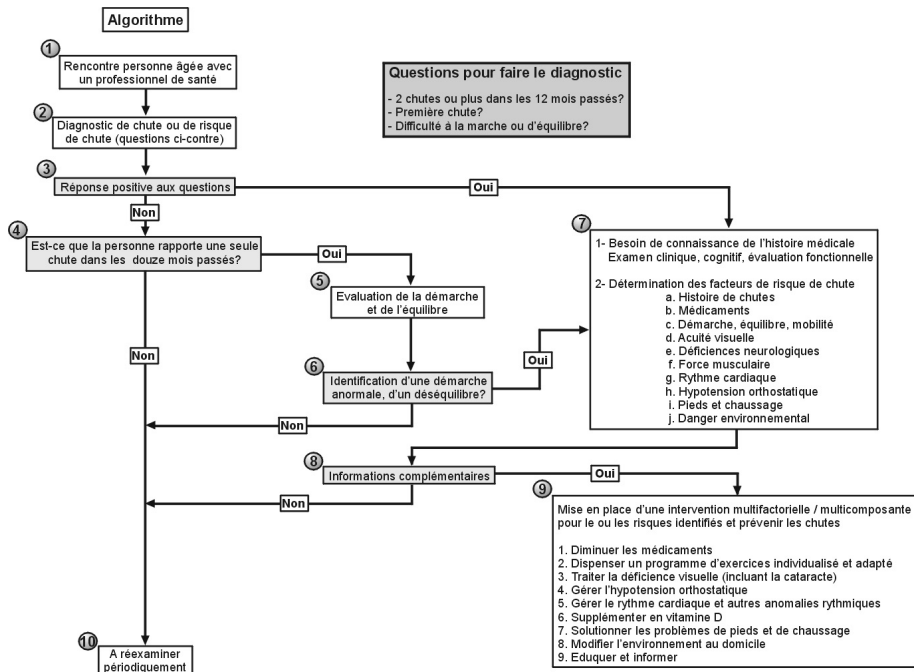 Algorithme
1
Rencontre personne âgée avec
un professionnel de santé
Questions pour faire le diagnostic
- 2 chutes ou plus dans les 12 mois passés?
- Première chute?
- Difficulté à la marche ou d'équilibre?
2
Diagnostic de chute ou de risque
de chute (questions ci-contre)
3
Réponse positive aux questions
Oui
Non
4
Est-ce que la personne rapporte une seule
chute dans les douze mois passés?
Oui
Non
5
Evaluation de la démarche
et de l'équilibre
6
Identification d'une démarche
anormale, d'un déséquilibre?
Oui
Non
7
1- Besoin de connaissance de l'histoire médicale
Examen clinique, cognitif, évaluation fonctionnelle
2- Détermination des facteurs de risque de chute
a. Histoire de chutes
b. Médicaments
c. Démarche, équilibre, mobilité
d. Acuité visuelle
e. Déficiences neurologiques
f. Force musculaire
g. Rythme cardiaque
h. Hypotension orthostatique
i. Pieds et chaussage
j. Danger environnemental
8
Informations complémentaires
Oui
Non
9
Mise en place d'une intervention multifactorielle / multicomposante
pour le ou les risques identifiés et prévenir les chutes
1. Diminuer les médicaments
2. Dispenser un programme d'exercices individualisé et adapté
3. Traiter la déficience visuelle (incluant la cataracte)
4. Gérer l'hypotension orthostatique
5. Gérer le rythme cardiaque et autres anomalies rythmiques
6. Supplémenter en vitamine D
7. Solutionner les problèmes de pieds et de chaussage
8. Modifier l'environnement au domicile
9. Eduquer et informer
10
A réexaminer
périodiquement